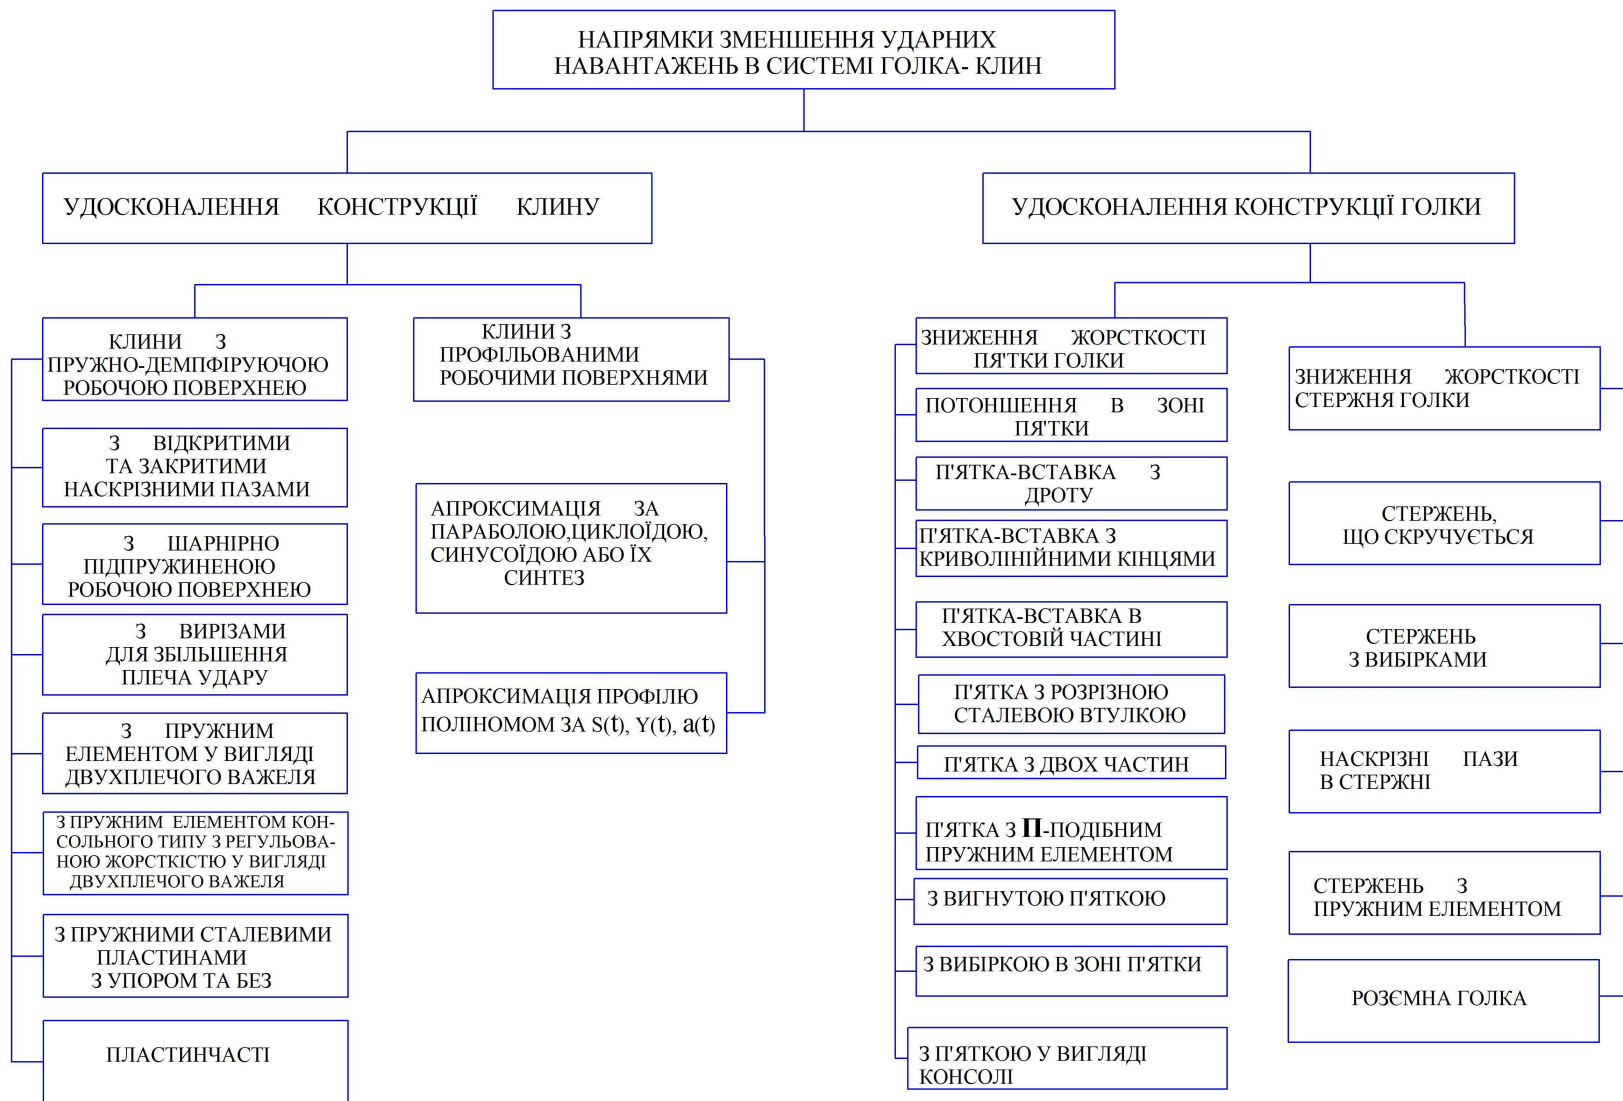 НАПРЯМКИ ЗМЕНШЕННЯ УДАРНИХ
НАВАНТАЖЕНЬ В СИСТЕМІ ГОЛКА- КЛИН
УДОСКОНАЛЕННЯ КОНСТРУКЦІЇ КЛИНУ
УДОСКОНАЛЕННЯ КОНСТРУКЦІЇ ГОЛКИ
КЛИНИ З
ПРУЖНО-ДЕМПФІРУЮЧОЮ
РОБОЧОЮ ПОВЕРХНЕЮ
З ВІДКРИТИМИ
ТА ЗАКРИТИМИ
НАСКРІЗНИМИ ПАЗАМИ
З ШАРНІРНО
ПІДПРУЖИНЕНОЮ
РОБОЧОЮ ПОВЕРХНЕЮ
З ВИРІЗАМИ
ДЛЯ ЗБІЛЬШЕННЯ
ПЛЕЧА УДАРУ
З ПРУЖНИМ
ЕЛЕМЕНТОМ У ВИГЛЯДІ
ДВУХПЛЕЧОГО ВАЖЕЛЯ
З ПРУЖНИМ ЕЛЕМЕНТОМ КОН-
СОЛЬНОГО ТИПУ З РЕГУЛЬОВА-
НОЮ ЖОРСТКІСТЮ У ВИГЛЯДІ
ДВУХПЛЕЧОГО ВАЖЕЛЯ
З ПРУЖНИМИ СТАЛЕВИМИ
ПЛАСТИНАМИ
З УПОРОМ ТА БЕЗ
ПЛАСТИНЧАСТІ
КЛИНИ З
ПРОФІЛЬОВАНИМИ
РОБОЧИМИ ПОВЕРХНЯМИ
АПРОКСИМАЦІЯ ЗА
ПАРАБОЛОЮ,ЦИКЛОЇДОЮ,
СИНУСОЇДОЮ АБО ЇХ
СИНТЕЗ
АПРОКСИМАЦІЯ ПРОФІЛЮ
ПОЛІНОМОМ ЗА S(t), Y(t), a(t)
ЗНИЖЕННЯ ЖОРСТКОСТІ
ПЯ'ТКИ ГОЛКИ
ПОТОНШЕННЯ В ЗОНІ
ПЯ'ТКИ
П'ЯТКА-ВСТАВКА З
ДРОТУ
П'ЯТКА-ВСТАВКА З
КРИВОЛІНІЙНИМИ КІНЦЯМИ
П'ЯТКА-ВСТАВКА В
ХВОСТОВІЙ ЧАСТИНІ
П'ЯТКА З РОЗРІЗНОЮ
СТАЛЕВОЮ ВТУЛКОЮ
П'ЯТКА З ДВОХ ЧАСТИН
П'ЯТКА З П-ПОДІБНИМ
ПРУЖНИМ ЕЛЕМЕНТОМ
З ВИГНУТОЮ П'ЯТКОЮ
З ВИБІРКОЮ В ЗОНІ П'ЯТКИ
З П'ЯТКОЮ У ВИГЛЯДІ
КОНСОЛІ
ЗНИЖЕННЯ ЖОРСТКОСТІ
СТЕРЖНЯ ГОЛКИ
СТЕРЖЕНЬ,
ЩО СКРУЧУЄТЬСЯ
СТЕРЖЕНЬ
З ВИБІРКАМИ
НАСКРІЗНІ ПАЗИ
В СТЕРЖНІ
СТЕРЖЕНЬ З
ПРУЖНИМ ЕЛЕМЕНТОМ
РОЗЄМНА ГОЛКА